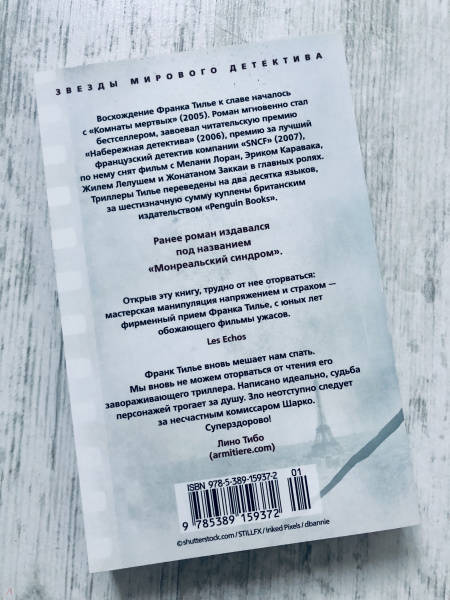 ЗВЕЗДЫ МИРОВОГО ДЕТЕКТИВА
Восхождение Франка Тилье к славе началось
с «Комнаты мертвых» (2005). Роман мгновенно стал
бестселлером, завоевал читательскую премию
«Набережная детектива» (2006), премию за лучший
французский детектив компании «SNCF» (2007),
по нему снят фильм с Мелани Лоран, Эриком Каравака,
Жилем Лелушем и Жонатаном Заккаи в главных ролях.
Триллеры Тилье переведены на два десятка языков,
за шестизначную сумму куплены британским
издательством «Penguin Books».
Ранее роман издавался
под названием
«Монреальский синдром».
Открыв эту книгу, трудно от нее оторваться:
мастерская манипуляция напряжением и страхом —
фирменный прием Франка Тилье, с юных лет
обожающего фильмы ужасов.
Les Echos
Франк Тилье вновь мешает нам спать.
Мы вновь не можем оторваться от чтения его
завораживающего триллера. Написано идеально, судьба
персонажей трогает за душу. Зло неотступно следует
за несчастным комиссаром Шарко.
Суперздорово!
Лино Тибо
(armitiere.com)
ISBN 978-5-389-15937-2
01
9 785389 159372
©shutterstock.com / STILLFX / Inked Pixels / dbannie